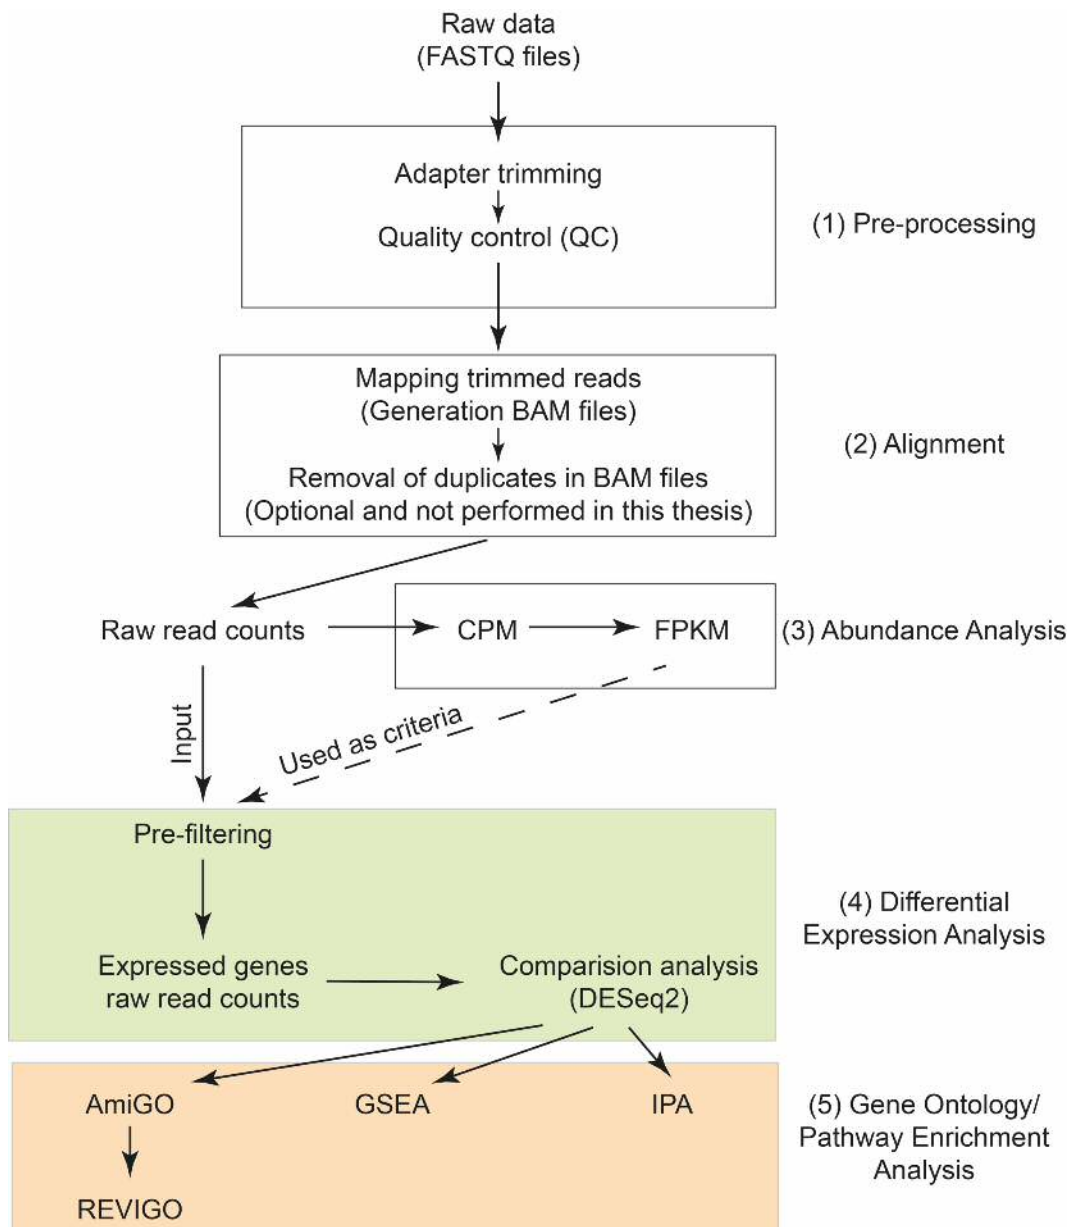 Raw data
(FASTQ files)
Adapter trimming
Quality control (QC)
(1) Pre-processing
Mapping trimmed reads
(Generation BAM files)
Removal of duplicates in BAM files
(Optional and not performed in this thesis)
(2) Alignment
Raw read counts
CPM
FPKM
(3) Abundance Analysis
Input
Used as criteria
Pre-filtering
Expressed genes
raw read counts
Comparision analysis
(DESeq2)
(4) Differential
Expression Analysis
AmiGO
GSEA
IPA
REVIGO
(5) Gene Ontology/
Pathway Enrichment
Analysis